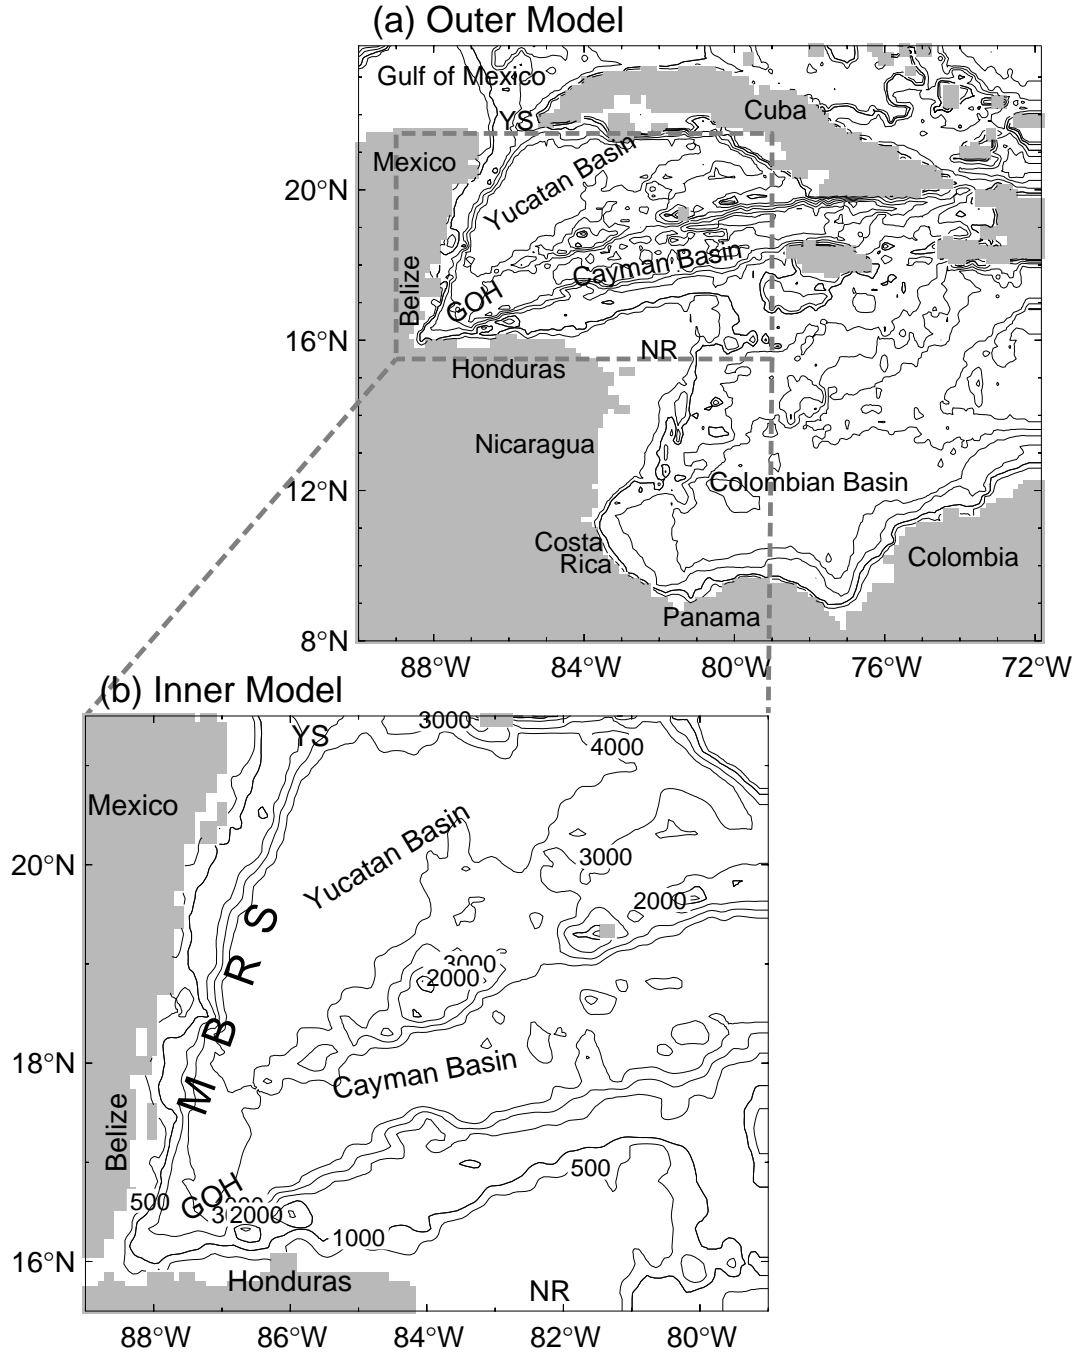 (a) Outer Model
Gulf of Mexico
Cuba
YS
Mexico
Yucatan Basin
20°N
Cayman Basin
Belize
GOH
16°N
NR
Honduras
Nicaragua
12°N
Colombian Basin
Costa
Rica
Colombia
Panama
8°N
88°W 84°W 80°W 76°W 72°W
(b) Inner Model
3000
YS
4000
Mexico
Yucatan Basin
3000
20°N
2000
M B R S
3000
2000
18°N
Cayman Basin
Belize
500
GOH
500
2000
1000
16°N
Honduras
NR
88°W 86°W 84°W 82°W 80°W